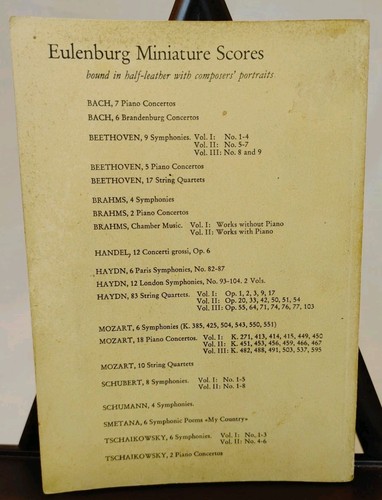 Eulenburg Miniature Scores
bound in half-leather with composers' portraits
BACH, 7 Piano Concertos
BACH, 6 Brandenburg Concertos
BEETHOVEN, 9 Symphonies. Vol. I: No. 1-4
Vol. II: No. 5-7
Vol. III: No. 8 and 9
BEETHOVEN, 5 Piano Concertos
BEETHOVEN, 17 String Quartets
BRAHMS, 4 Symphonies
BRAHMS, 2 Piano Concertos
BRAHMS, Chamber Music. Vol. I: Works without Piano
Vol. II: Works with Piano
HANDEL, 12 Concerti grossi, Op. 6
HAYDN, 6 Paris Symphonies, No. 82-87
HAYDN, 12 London Symphonies, No. 93-104. 2 Vols.
HAYDN, 83 String Quartets. Vol. I: Op. 1, 2, 3, 9, 17
Vol. II: Op. 20, 33, 42, 50, 51, 54
Vol. III: Op. 55, 64, 71, 74, 76, 77, 103
MOZART, 6 Symphonies (K. 385, 425, 504, 543, 550, 551)
MOZART, 18 Piano Concertos. Vol. I: K. 271, 413, 414, 415, 449, 450
Vol. II: K. 451, 453, 456, 459, 466, 467
Vol. III: K. 482, 488, 491, 503, 537, 595
MOZART, 10 String Quartets
SCHUBERT, 8 Symphonies. Vol. I: No. 1-5
Vol. II: No. 1-8
SCHUMANN, 4 Symphonies.
SMETANA, 6 Symphonic Poems «My Country»
TSCHAIKOWSKY, 6 Symphonies. Vol. I: No. 1-3
Vol. II: No. 4-6
TSCHAIKOWSKY, 2 Piano Concertos